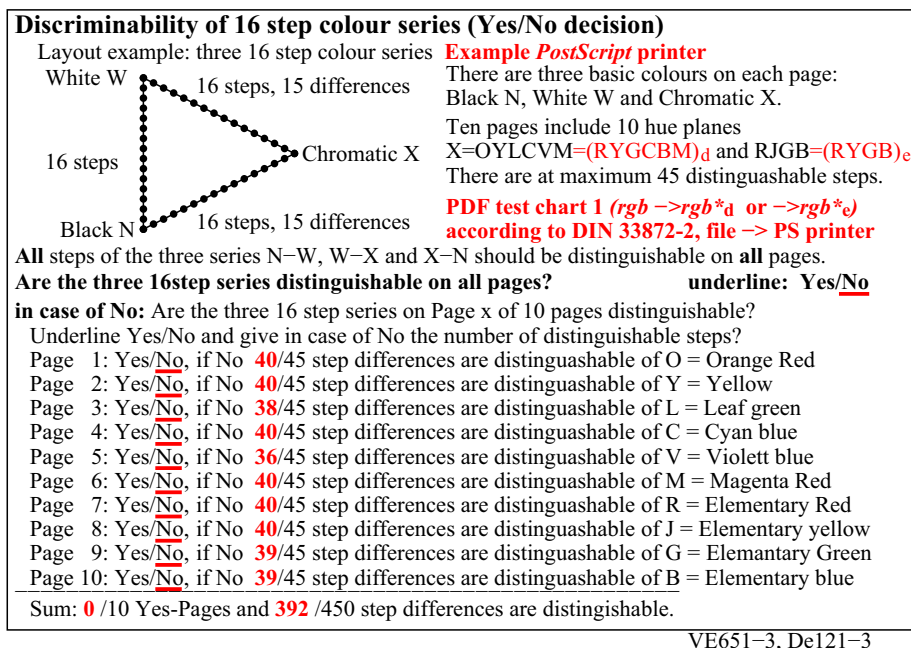 Discriminability of 16 step colour series (Yes/No decision)
Layout example: three 16 step colour series Example PostScript printer
White W
16 steps, 15 differences
There are three basic colours on each page:
Black N, White W and Chromatic X.
Ten pages include 10 hue planes
16 steps
Chromatic X
X=OYLCVM=(RYGCBM)d and RJGB=(RYGB)e
There are at maximum 45 distinguashable steps.
Black N
16 steps, 15 differences
PDF test chart 1 (rgb −>rgb*d or −>rgb*e)
according to DIN 33872-2, file −> PS printer
All steps of the three series N−W, W−X and X−N should be distinguishable on all pages.
Are the three 16step series distinguishable on all pages? underline: Yes/No
in case of No: Are the three 16 step series on Page x of 10 pages distinguishable?
Underline Yes/No and give in case of No the number of distinguishable steps?
Page 1: Yes/No, if No 40/45 step differences are distinguashable of O = Orange Red
Page 2: Yes/No, if No 40/45 step differences are distinguashable of Y = Yellow
Page 3: Yes/No, if No 38/45 step differences are distinguashable of L = Leaf green
Page 4: Yes/No, if No 40/45 step differences are distinguashable of C = Cyan blue
Page 5: Yes/No, if No 36/45 step differences are distinguashable of V = Violett blue
Page 6: Yes/No, if No 40/45 step differences are distinguashable of M = Magenta Red
Page 7: Yes/No, if No 40/45 step differences are distinguashable of R = Elementary Red
Page 8: Yes/No, if No 40/45 step differences are distinguashable of J = Elementary yellow
Page 9: Yes/No, if No 39/45 step differences are distinguashable of G = Elemantary Green
Page 10: Yes/No, if No 39/45 step differences are distinguashable of B = Elementary blue
Sum: 0 /10 Yes-Pages and 392 /450 step differences are distingishable.
VE651−3, De121−3